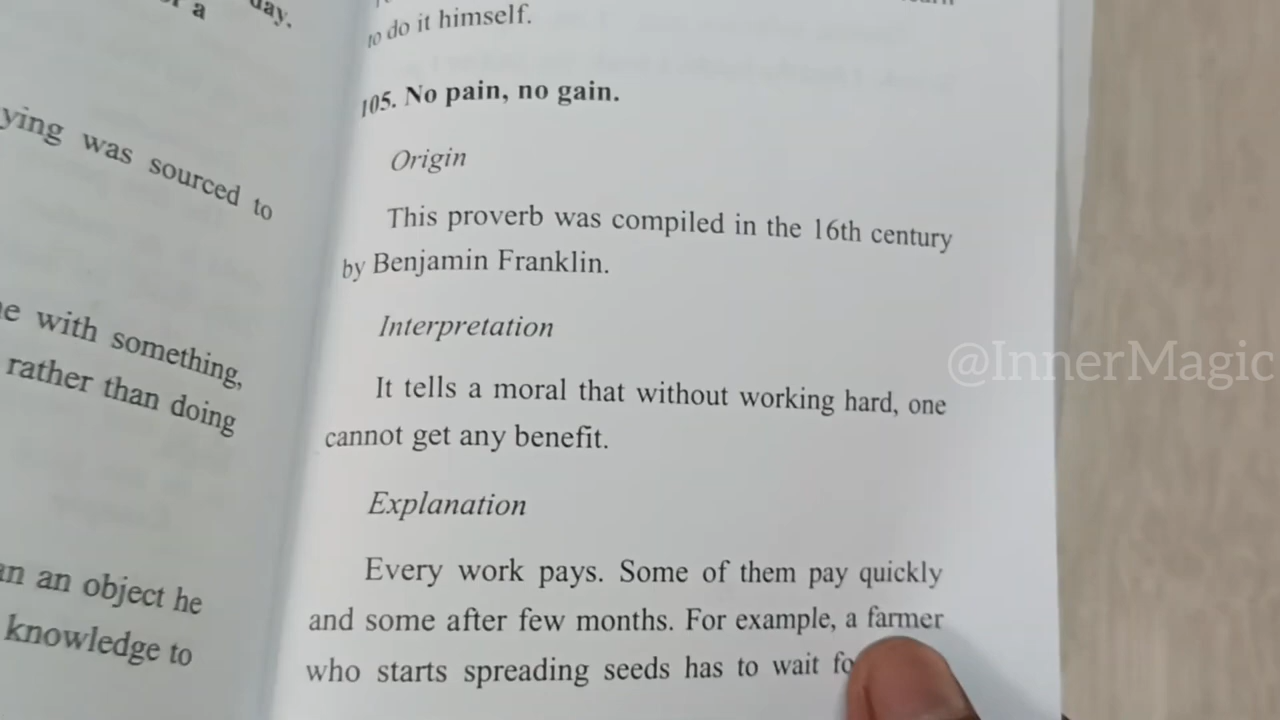 day.
a
ying was sourced to
with something,
rather than doing
an object he
knowledge to
to do it himself.
105. No pain, no gain.
Origin
This proverb was compiled in the 16th century
by Benjamin Franklin.
Interpretation
It tells a moral that without working hard, one
cannot get any benefit.
Explanation
Every work pays. Some of them pay quickly
and some after few months. For example, a farmer
who starts spreading seeds has to wait
@InnerMagic